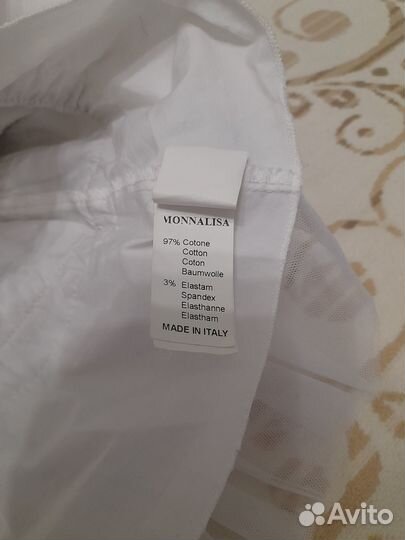 MONNALISA
97% Cotone
Cotton
Coton
Baumwolle
3% Elastam
Spandex
Elasthanne
Elastham
MADE IN ITALY
Avito